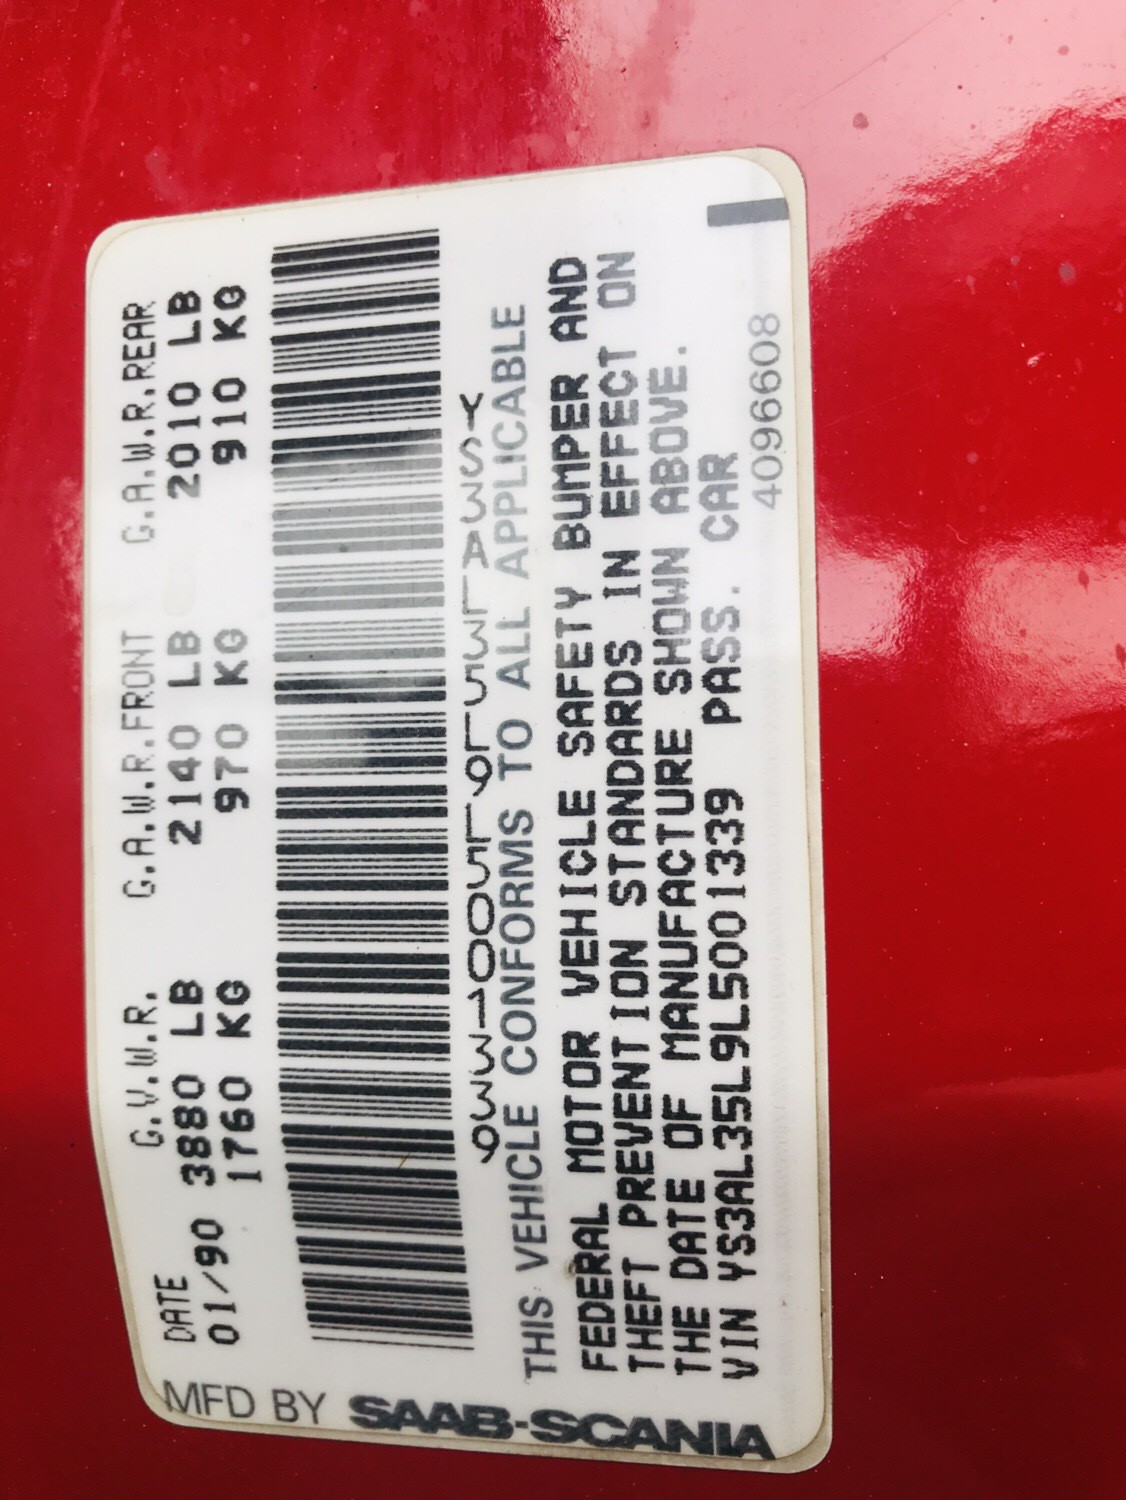 MFD BY SAAB-SCANIA
DATE G.V.W.R. G.A.W.R.FRONT G.A.W.R.REAR
01/90 3880 LB 2140 LB 2010 LB
1760 KG 970 KG 910 KG
YS3AL35L9L5001339
THIS VEHICLE CONFORMS TO ALL APPLICABLE
FEDERAL MOTOR VEHICLE SAFETY BUMPER AND
THEFT PREVENTION STANDARDS IN EFFECT ON
THE DATE OF MANUFACTURE SHOWN ABOVE.
VIN YS3AL35L9L5001339 PASS. CAR
4096608